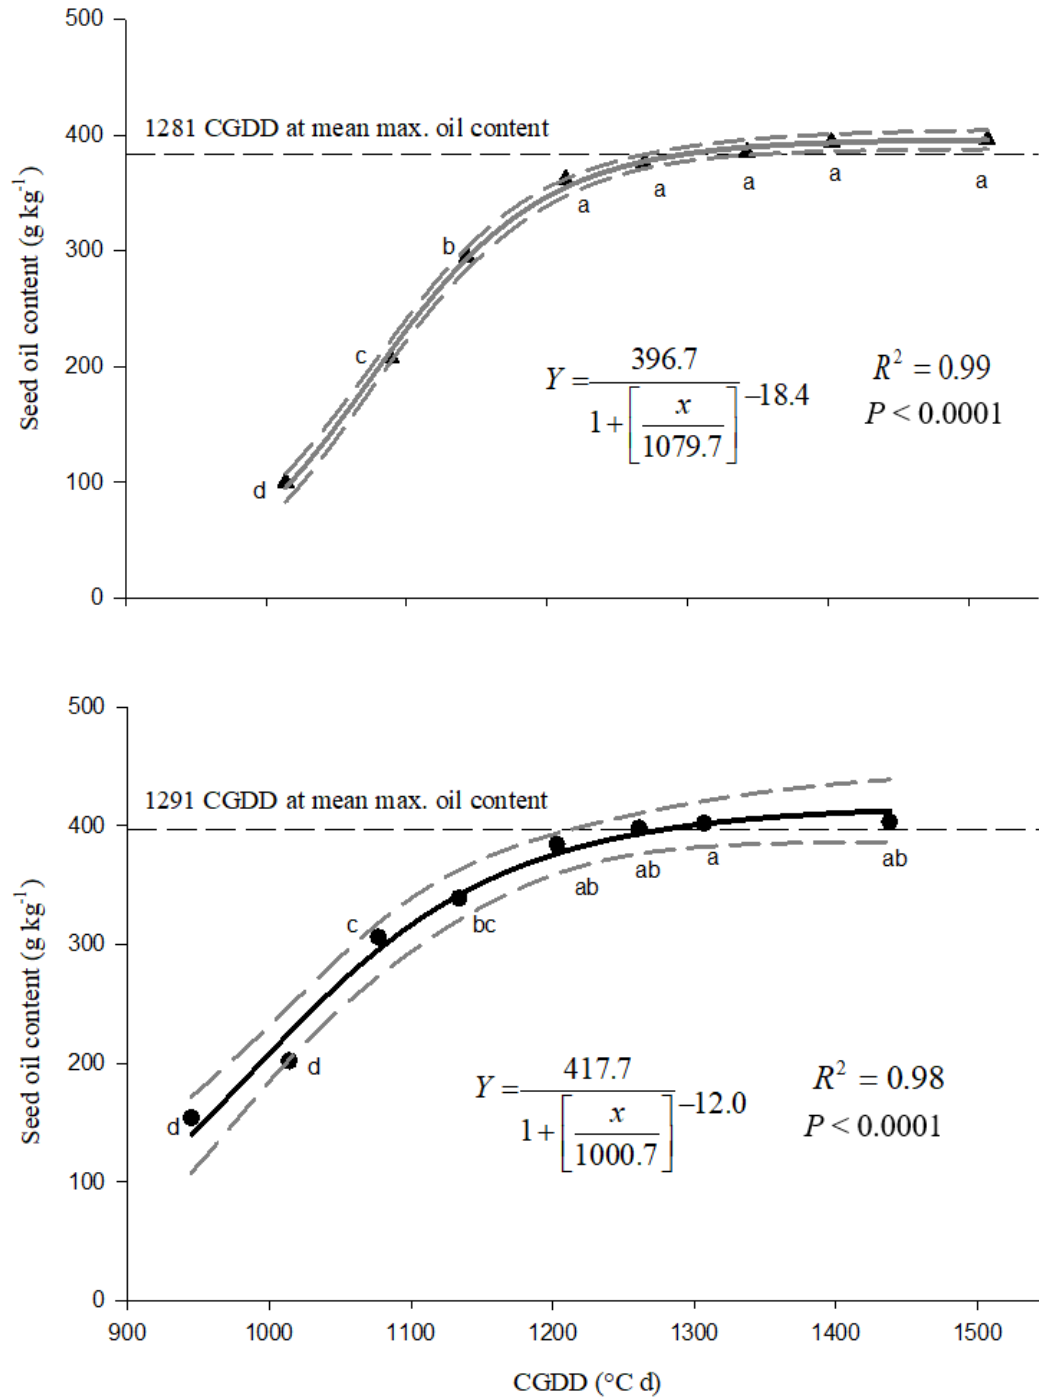 500
1281 CGDD at mean max. oil content
400
a
a
a
a
a
300
b
c
200
Y = 396.7 / 1 + [x / 1079.7]^−18.4
R² = 0.99
P < 0.0001
100
d
0
Seed oil content (g kg⁻¹)
500
1291 CGDD at mean max. oil content
400
ab
ab
a
ab
300
c
bc
200
d
Y = 417.7 / 1 + [x / 1000.7]^−12.0
R² = 0.98
P < 0.0001
d
100
0
Seed oil content (g kg⁻¹)
900 1000 1100 1200 1300 1400 1500
CGDD (°C d)